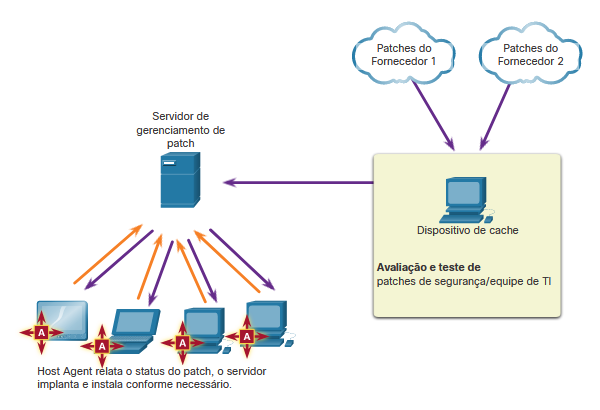 Patches do
Fornecedor 1
Patches do
Fornecedor 2
Servidor de
gerenciamento de
patch
Dispositivo de cache
Avaliação e teste de
patches de segurança/equipe de TI
A
A
A
A
Host Agent relata o status do patch, o servidor
implanta e instala conforme necessário.